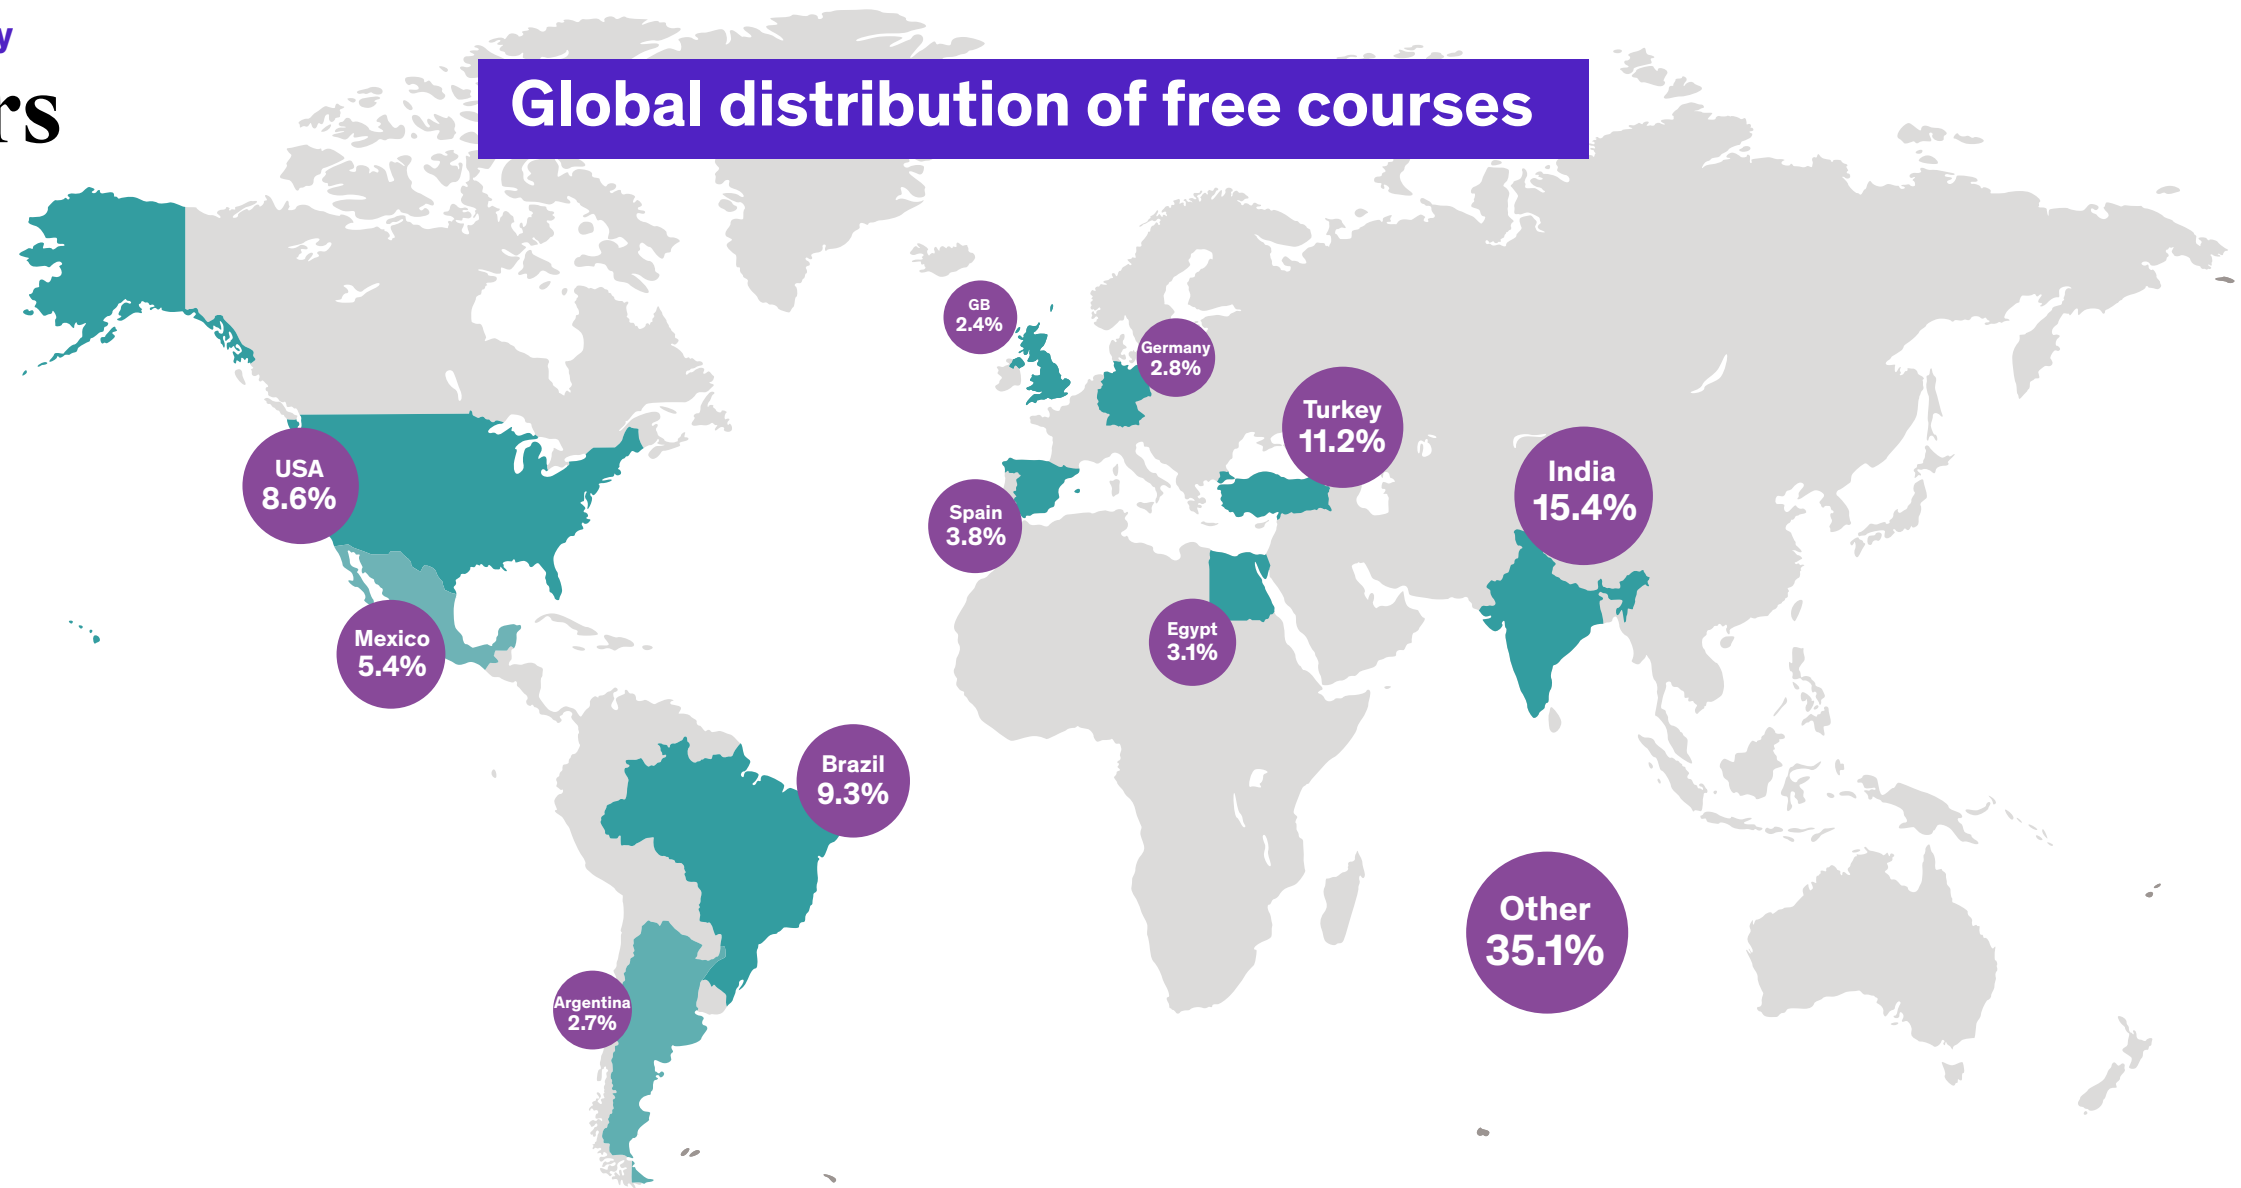 y
rs
Global distribution of free courses
GB
2.4%
Germany
2.8%
Turkey
11.2%
USA
8.6%
India
15.4%
Spain
3.8%
Mexico
5.4%
Egypt
3.1%
Brazil
9.3%
Other
35.1%
Argentina
2.7%